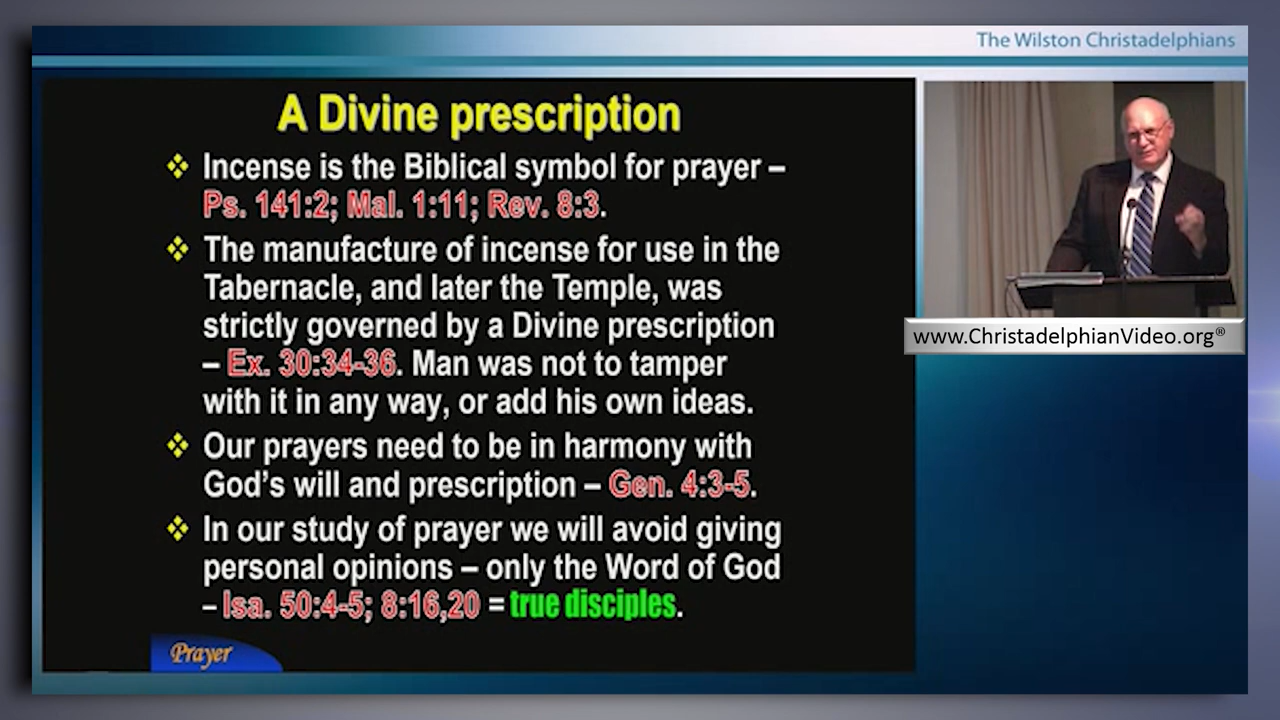 The Wilston Christadelphians
A Divine prescription
❖ Incense is the Biblical symbol for prayer –
Ps. 141:2; Mal. 1:11; Rev. 8:3.
❖ The manufacture of incense for use in the
Tabernacle, and later the Temple, was
strictly governed by a Divine prescription
– Ex. 30:34-36. Man was not to tamper
with it in any way, or add his own ideas.
❖ Our prayers need to be in harmony with
God’s will and prescription – Gen. 4:3-5.
❖ In our study of prayer we will avoid giving
personal opinions – only the Word of God
– Isa. 50:4-5; 8:16,20 = true disciples.
Prayer
www.ChristadelphianVideo.org®